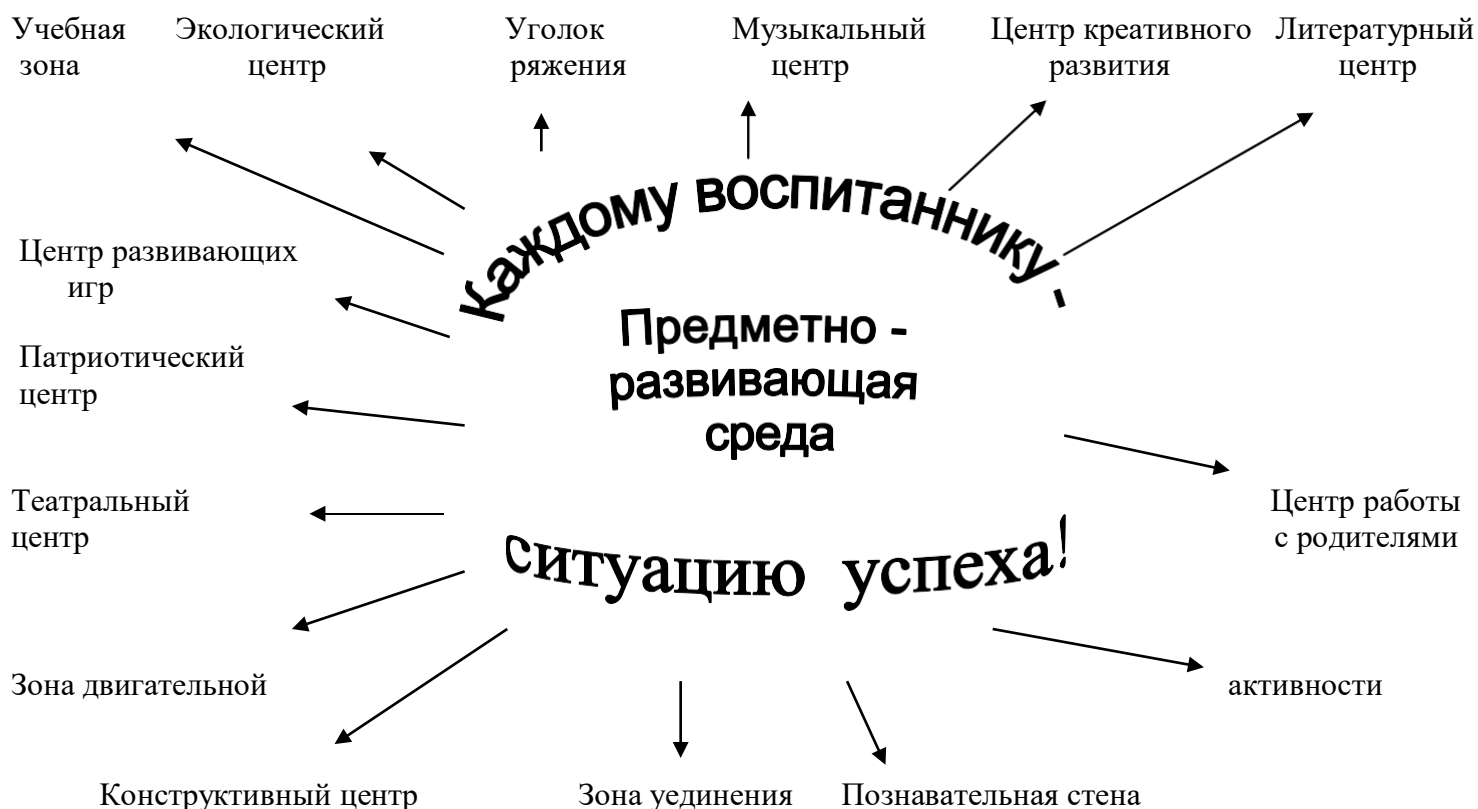 Учебная зона
Экологический центр
Уголок ряжения
Музыкальный центр
Центр креативного развития
Литературный центр
Каждому воспитаннику -
Центр развивающих игр
Предметно -
развивающая
среда
Патриотический центр
Театральный центр
Центр работы с родителями
ситуацию успеха!
Зона двигательной
активности
Конструктивный центр
Зона уединения
Познавательная стена